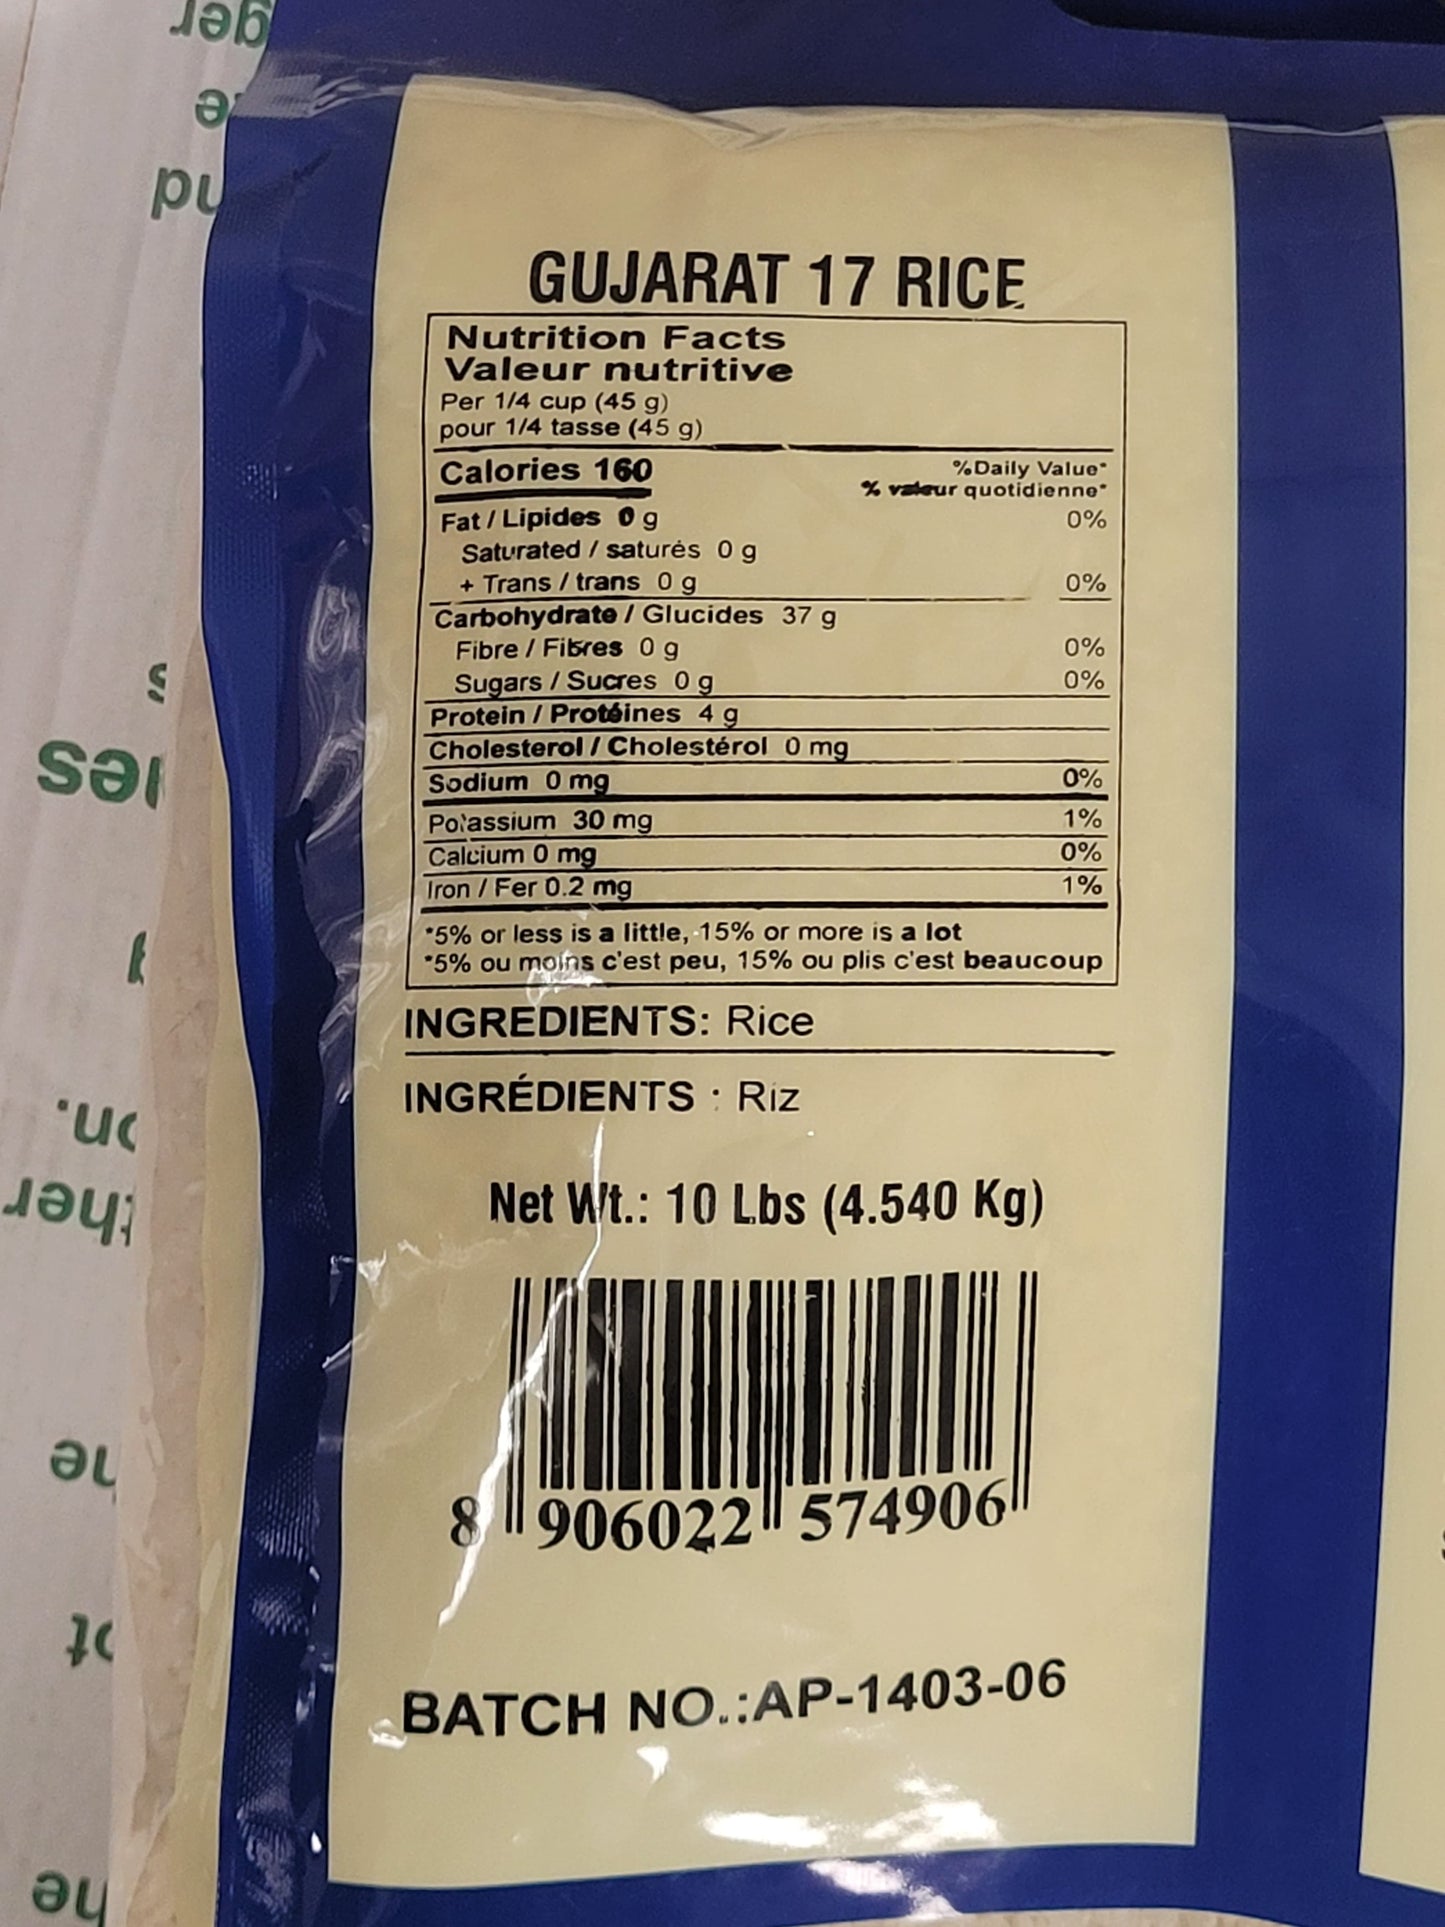 GUJARAT 17 RICE
Nutrition Facts
Valeur nutritive
Per 1/4 cup (45 g)
pour 1/4 tasse (45 g)
Calories 160 %Daily Value*
% valeur quotidienne*
Fat / Lipides 0 g 0%
Saturated / saturés 0 g
+ Trans / trans 0 g 0%
Carbohydrate / Glucides 37 g
Fibre / Fibres 0 g 0%
Sugars / Sucres 0 g 0%
Protein / Protéines 4 g
Cholesterol / Cholestérol 0 mg
Sodium 0 mg 0%
Potassium 30 mg 1%
Calcium 0 mg 0%
Iron / Fer 0.2 mg 1%
*5% or less is a little, 15% or more is a lot
*5% ou moins c'est peu, 15% ou plis c'est beaucoup
INGREDIENTS: Rice
INGRÉDIENTS : Riz
Net Wt.: 10 Lbs (4.540 Kg)
8 906022 574906
BATCH NO.:AP-1403-06